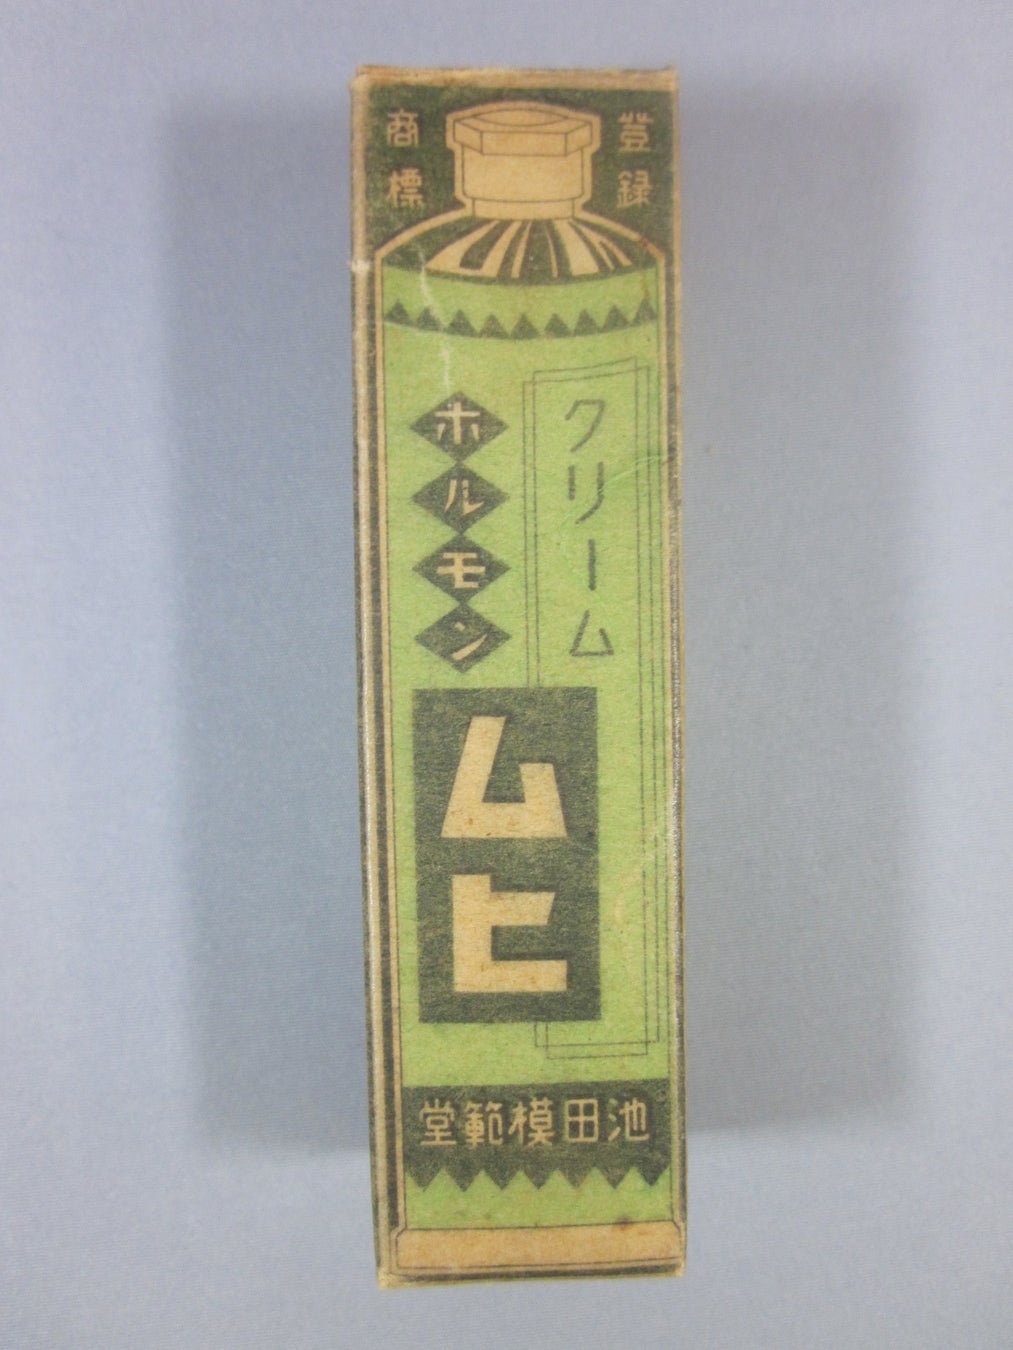 登録
商標
クリーム
ホルモン
ムヒ
池田模範堂